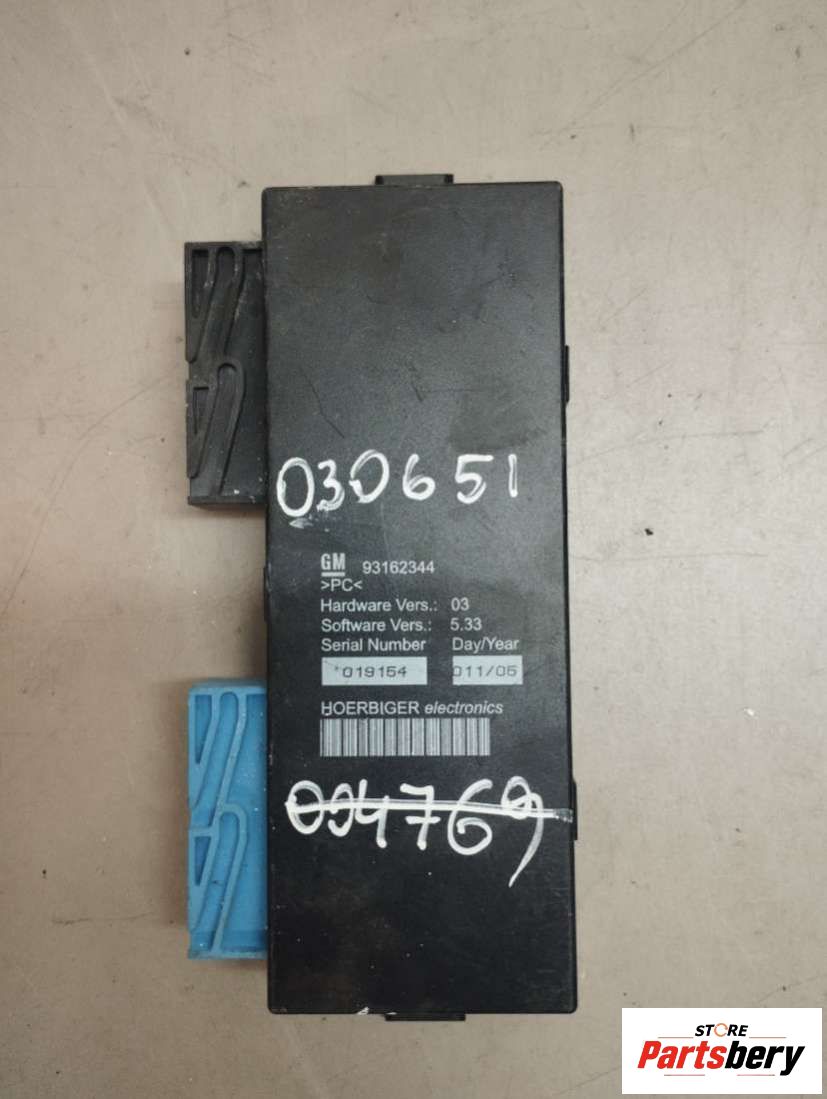 030651
GM 93162344
>PC<
Hardware Vers.: 03
Software Vers.: 5.33
Serial Number Day/Year
*019154 011/05
HOERBIGER electronics
094769
STORE
Partsbery